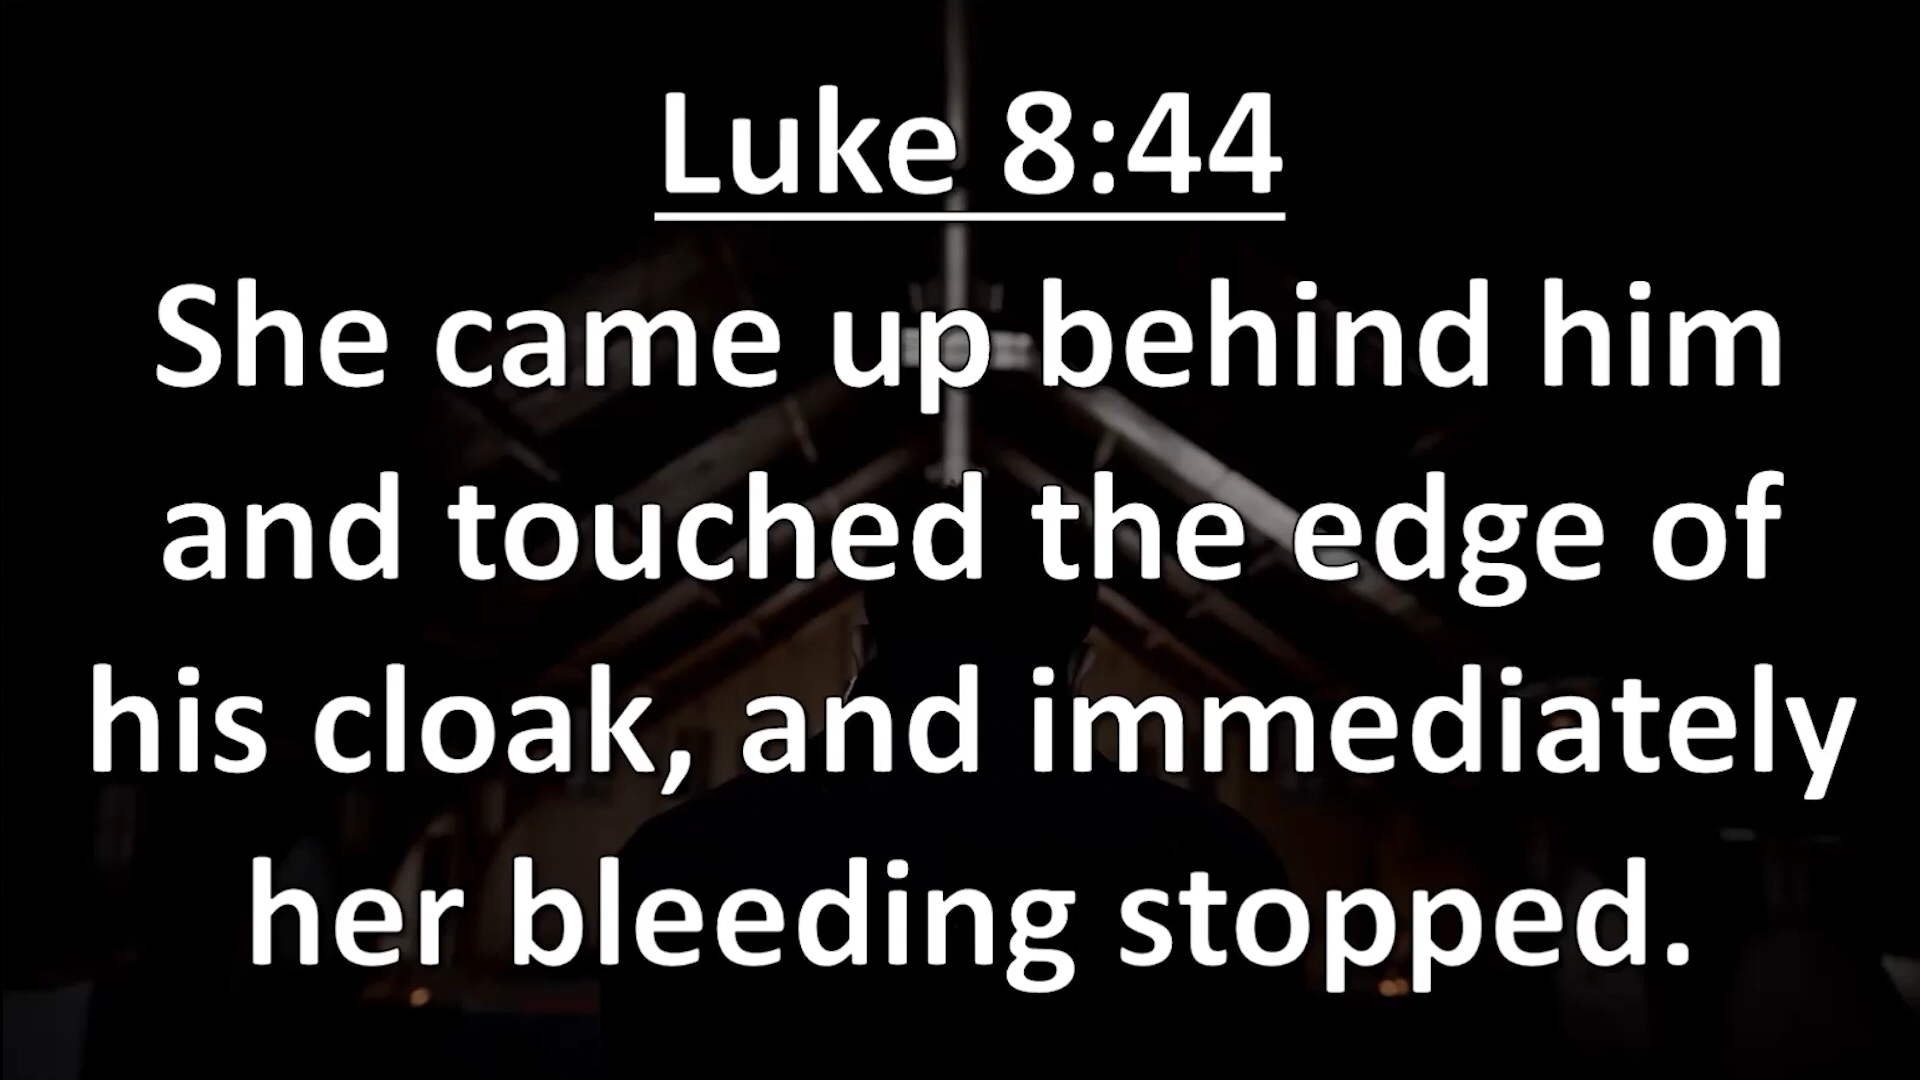 Luke 8:44
She came up behind him
and touched the edge of
his cloak, and immediately
her bleeding stopped.